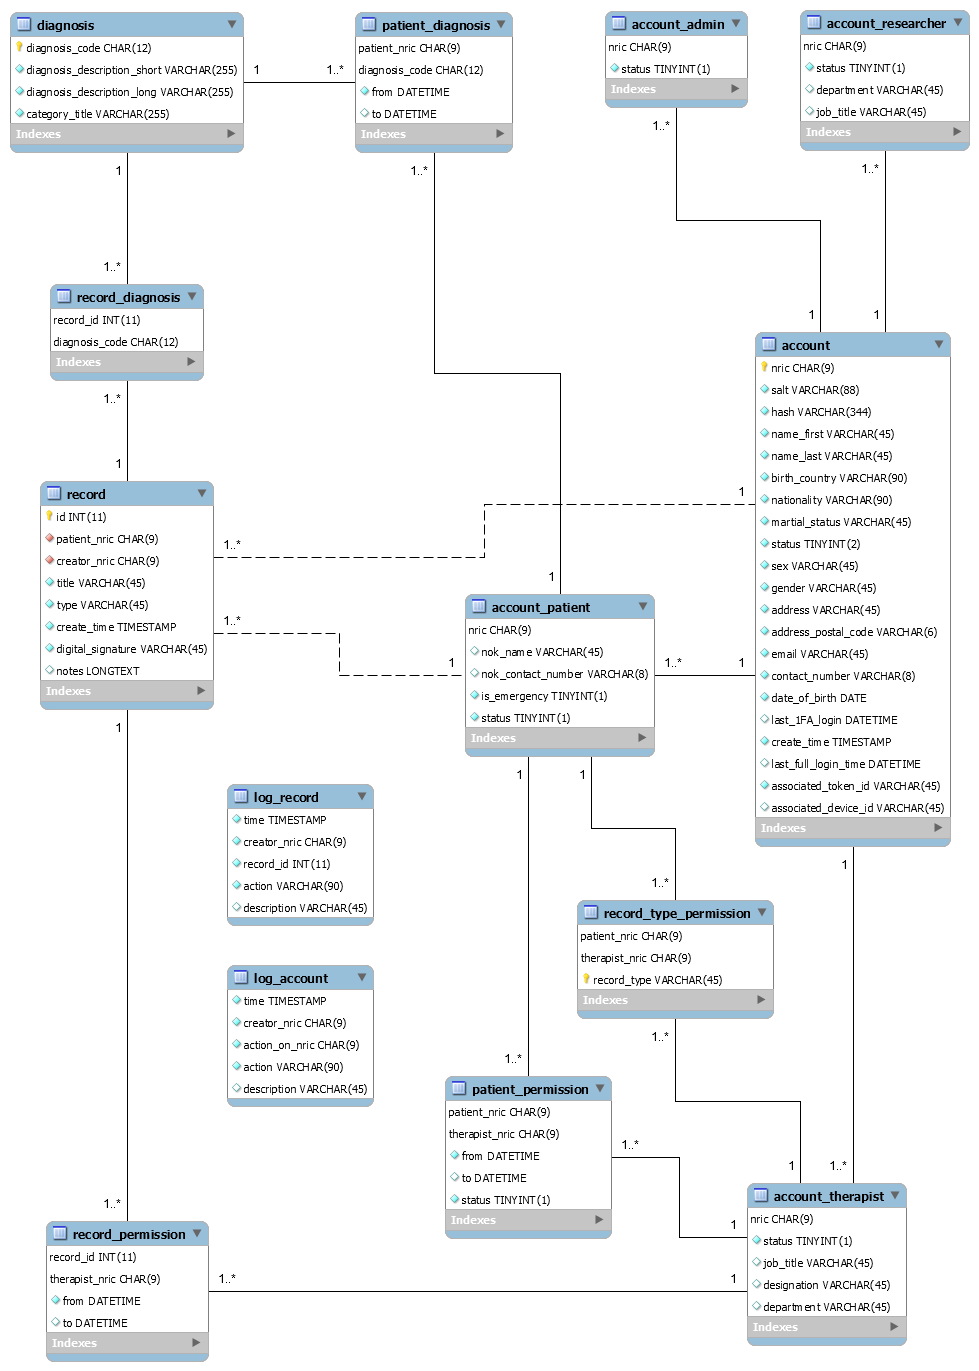 diagnosis
diagnosis_code CHAR(12)
diagnosis_description_short VARCHAR(255)
diagnosis_description_long VARCHAR(255)
category_title VARCHAR(255)
Indexes
1
1..*
patient_diagnosis
patient_nric CHAR(9)
diagnosis_code CHAR(12)
from DATETIME
to DATETIME
Indexes
account_admin
nric CHAR(9)
status TINYINT(1)
Indexes
account_researcher
nric CHAR(9)
status TINYINT(1)
department VARCHAR(45)
job_title VARCHAR(45)
Indexes
1
1..*
1..*
1..*
1..*
1
1
record_diagnosis
record_id INT(11)
diagnosis_code CHAR(12)
Indexes
1..*
1
account
nric CHAR(9)
salt VARCHAR(88)
hash VARCHAR(344)
name_first VARCHAR(45)
name_last VARCHAR(45)
birth_country VARCHAR(90)
nationality VARCHAR(90)
martial_status VARCHAR(45)
status TINYINT(2)
sex VARCHAR(45)
gender VARCHAR(45)
address VARCHAR(45)
address_postal_code VARCHAR(6)
email VARCHAR(45)
contact_number VARCHAR(8)
date_of_birth DATE
last_1FA_login DATETIME
create_time TIMESTAMP
last_full_login_time DATETIME
associated_token_id VARCHAR(45)
associated_device_id VARCHAR(45)
Indexes
record
id INT(11)
patient_nric CHAR(9)
creator_nric CHAR(9)
title VARCHAR(45)
type VARCHAR(45)
create_time TIMESTAMP
digital_signature VARCHAR(45)
notes LONGTEXT
Indexes
1
1..*
1
1..*
1
account_patient
nric CHAR(9)
nok_name VARCHAR(45)
nok_contact_number VARCHAR(8)
is_emergency TINYINT(1)
status TINYINT(1)
Indexes
1..*
1
1
1
1
1
log_record
time TIMESTAMP
creator_nric CHAR(9)
record_id INT(11)
action VARCHAR(90)
description VARCHAR(45)
1..*
record_type_permission
patient_nric CHAR(9)
therapist_nric CHAR(9)
record_type VARCHAR(45)
Indexes
1..*
log_account
time TIMESTAMP
creator_nric CHAR(9)
action_on_nric CHAR(9)
action VARCHAR(90)
description VARCHAR(45)
1..*
patient_permission
patient_nric CHAR(9)
therapist_nric CHAR(9)
from DATETIME
to DATETIME
status TINYINT(1)
Indexes
1..*
1
1..*
1
account_therapist
nric CHAR(9)
status TINYINT(1)
job_title VARCHAR(45)
designation VARCHAR(45)
department VARCHAR(45)
Indexes
1..*
record_permission
record_id INT(11)
therapist_nric CHAR(9)
from DATETIME
to DATETIME
Indexes
1..*
1